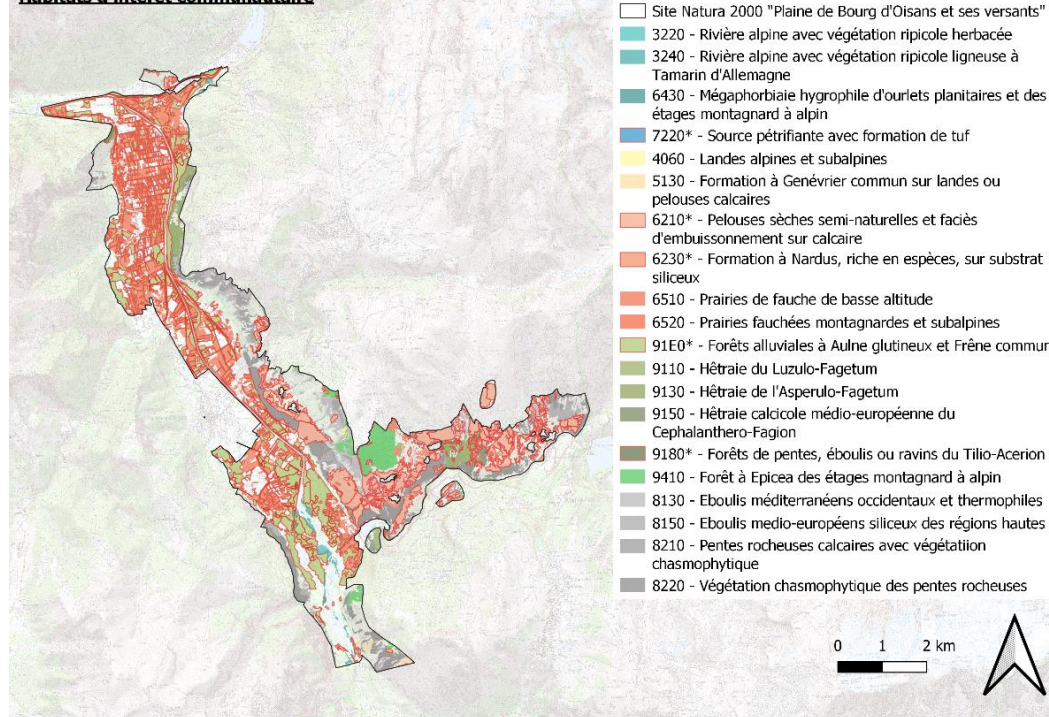 Habitats d'intérêt communautaire
Site Natura 2000 "Plaine de Bourg d'Oisans et ses versants"
3220 - Rivière alpine avec végétation ripicole herbacée
3240 - Rivière alpine avec végétation ripicole ligneuse à
Tamarin d'Allemagne
6430 - Mégaphorbiaie hygrophile d'ourlets planitaires et des
étages montagnard à alpin
7220* - Source pétrifiante avec formation de tuf
4060 - Landes alpines et subalpines
5130 - Formation à Genévrier commun sur landes ou
pelouses calcaires
6210* - Pelouses sèches semi-naturelles et faciès
d'embuissonnement sur calcaire
6230* - Formation à Nardus, riche en espèces, sur substrat
siliceux
6510 - Prairies de fauche de basse altitude
6520 - Prairies fauchées montagnardes et subalpines
91E0* - Forêts alluviales à Aulne glutineux et Frêne commun
9110 - Hêtraie du Luzulo-Fagetum
9130 - Hêtraie de l'Asperulo-Fagetum
9150 - Hêtraie calcicole médio-européenne du
Cephalanthero-Fagion
9180* - Forêts de pentes, éboulis ou ravins du Tilio-Acerion
9410 - Forêt à Epicea des étages montagnard à alpin
8130 - Eboulis méditerranéens occidentaux et thermophiles
8150 - Eboulis medio-européens siliceux des régions hautes
8210 - Pentes rocheuses calcaires avec végétatiion
chasmophytique
8220 - Végétation chasmophytique des pentes rocheuses
0 1 2 km